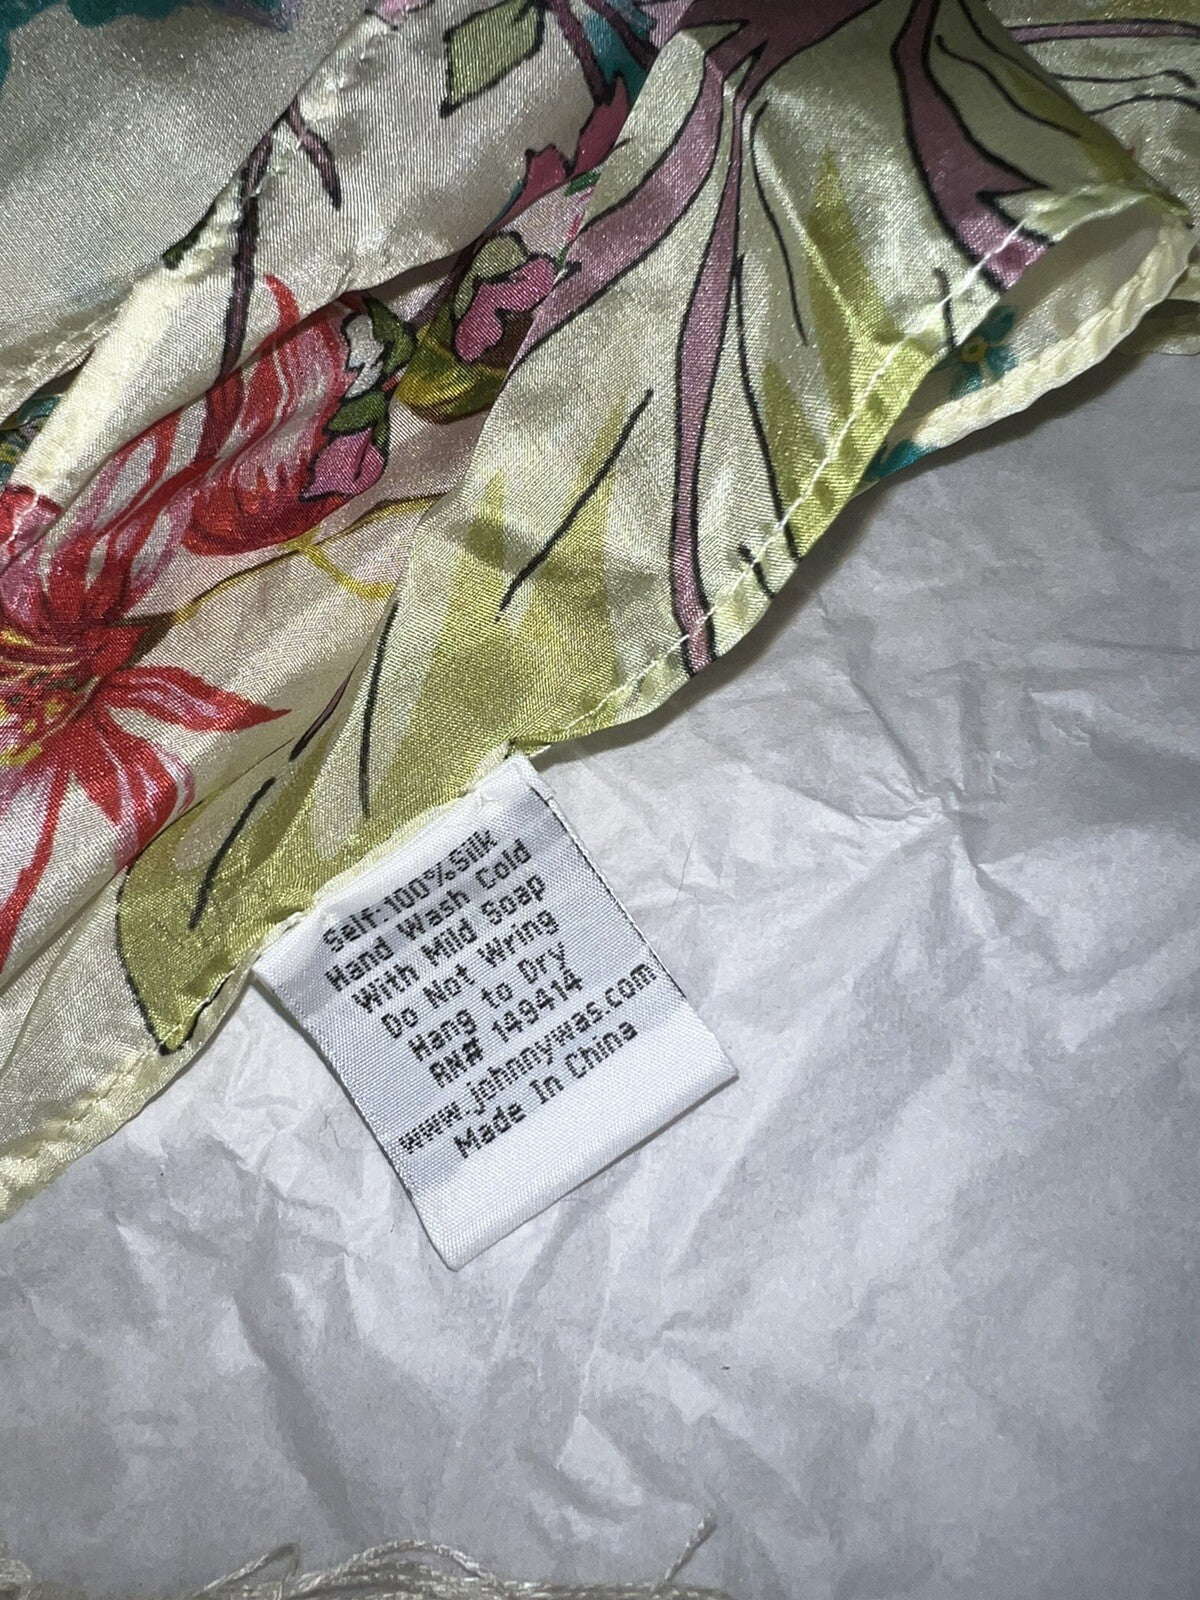 Self:100%Silk
Hand Wash Cold
With Mild Soap
Do Not Wring
Hang to Dry
RN# 149414
www.johnnywas.com
Made In China